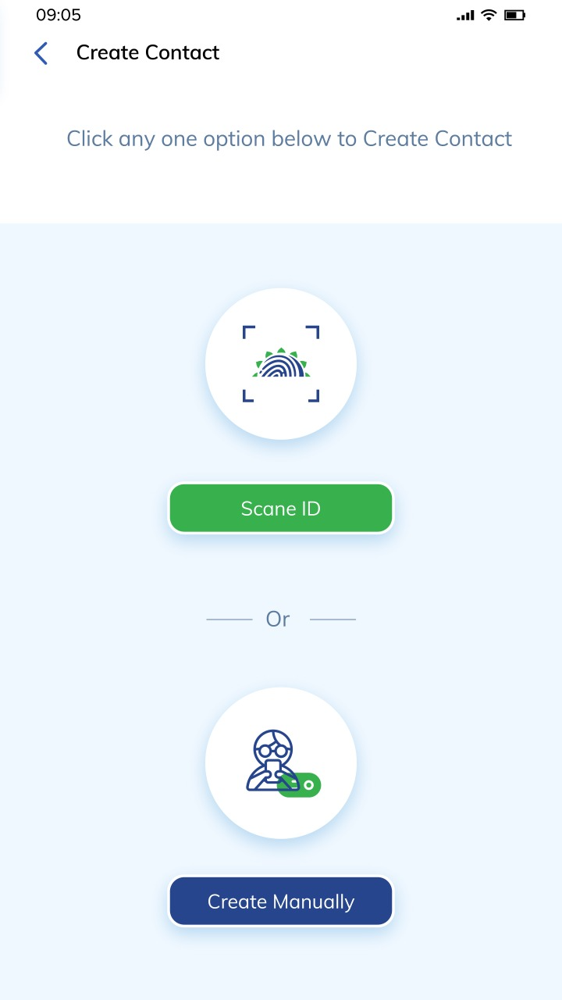 09:05
Create Contact
Click any one option below to Create Contact
Scane ID
Or
Create Manually